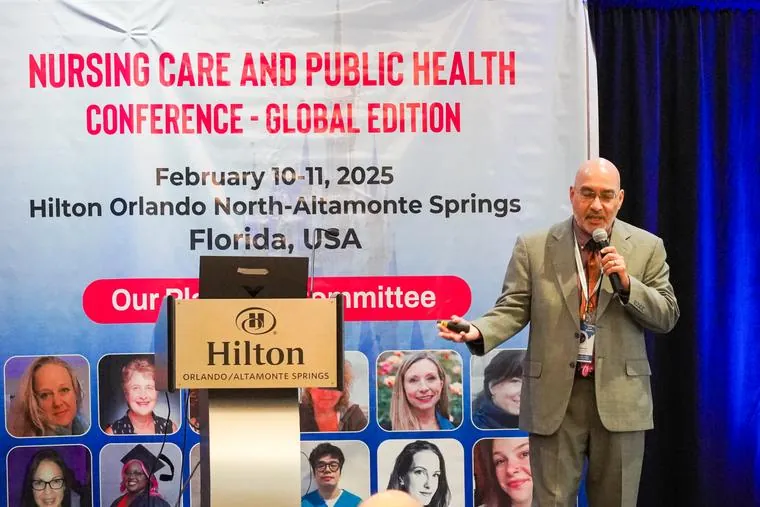 NURSING CARE AND PUBLIC HEALTH
CONFERENCE - GLOBAL EDITION
February 10-11, 2025
Hilton Orlando North-Altamonte Springs
Florida, USA
Our mmittee
Hilton
ORLANDO/ALTAMONTE SPRINGS